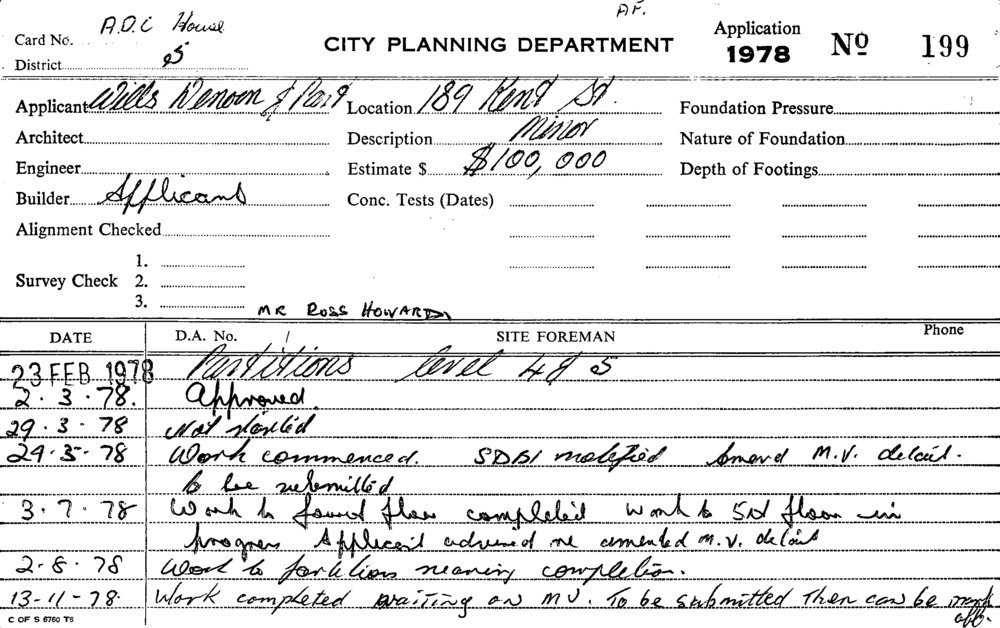 A.D.C House
AF.
Card No.
CITY PLANNING DEPARTMENT
Application
1978
No 199
District 5
Applicant Wills Denoon & Part Location 189 Kent St. Foundation Pressure
Architect Description Minor Nature of Foundation
Engineer Estimate $ $100,000 Depth of Footings
Builder Applicant Conc. Tests (Dates)
Alignment Checked
1.
Survey Check 2.
3.
MR ROSS HOWARD
DATE D.A. No. / SITE FOREMAN Phone
23 FEB 1978 Partitions level 4 & 5
2.3.78. Approved
29.3.78 Not started
29.5.78 Work commenced. SDBI notified Amend M.V. detail.
to be submitted
3.7.78 Work to fourth floor completed work to 5th floor in
progress Applicant advised re amended M.V. detail
2.8.78 Work to partitions nearing completion.
13-11-78. Work completed waiting on MV. To be submitted then can be mark
off.
C OF S 6760 T5